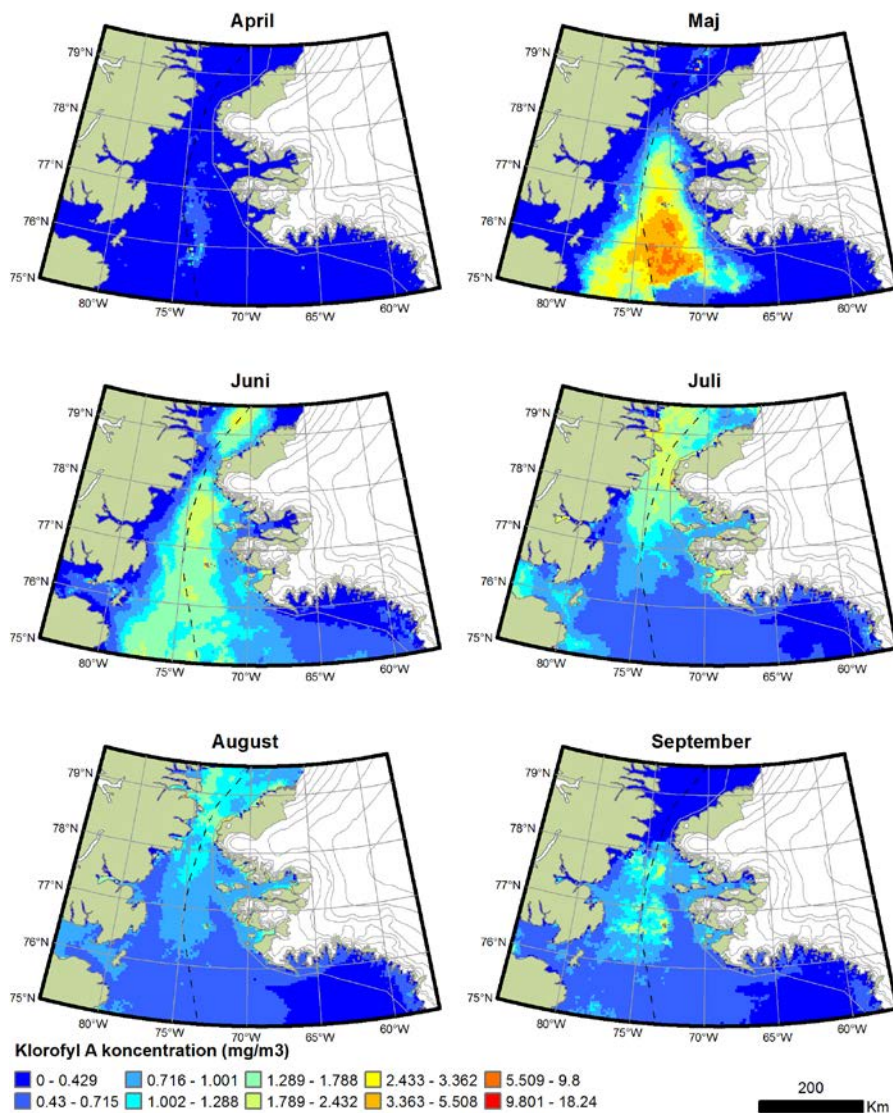 April
Maj
79°N
78°N
77°N
76°N
75°N
80°W
75°W
70°W
65°W
60°W
79°N
78°N
77°N
76°N
75°N
80°W
75°W
70°W
65°W
60°W
Juni
Juli
79°N
78°N
77°N
76°N
75°N
80°W
75°W
70°W
65°W
60°W
79°N
78°N
77°N
76°N
75°N
80°W
75°W
70°W
65°W
60°W
August
September
79°N
78°N
77°N
76°N
75°N
80°W
75°W
70°W
65°W
60°W
79°N
78°N
77°N
76°N
75°N
80°W
75°W
70°W
65°W
60°W
Klorofyl A koncentration (mg/m3)
0 - 0.429 0.716 - 1.001 1.289 - 1.788 2.433 - 3.362 5.509 - 9.8
0.43 - 0.715 1.002 - 1.288 1.789 - 2.432 3.363 - 5.508 9.801 - 18.24
200
Km